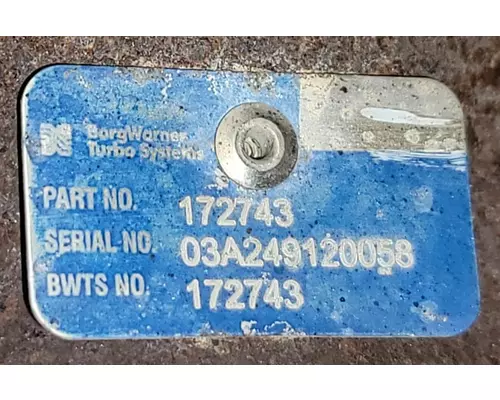 BorgWarner
Turbo Systems
PART NO. 172743
SERIAL NO. 03A249120058
BWTS NO. 172743